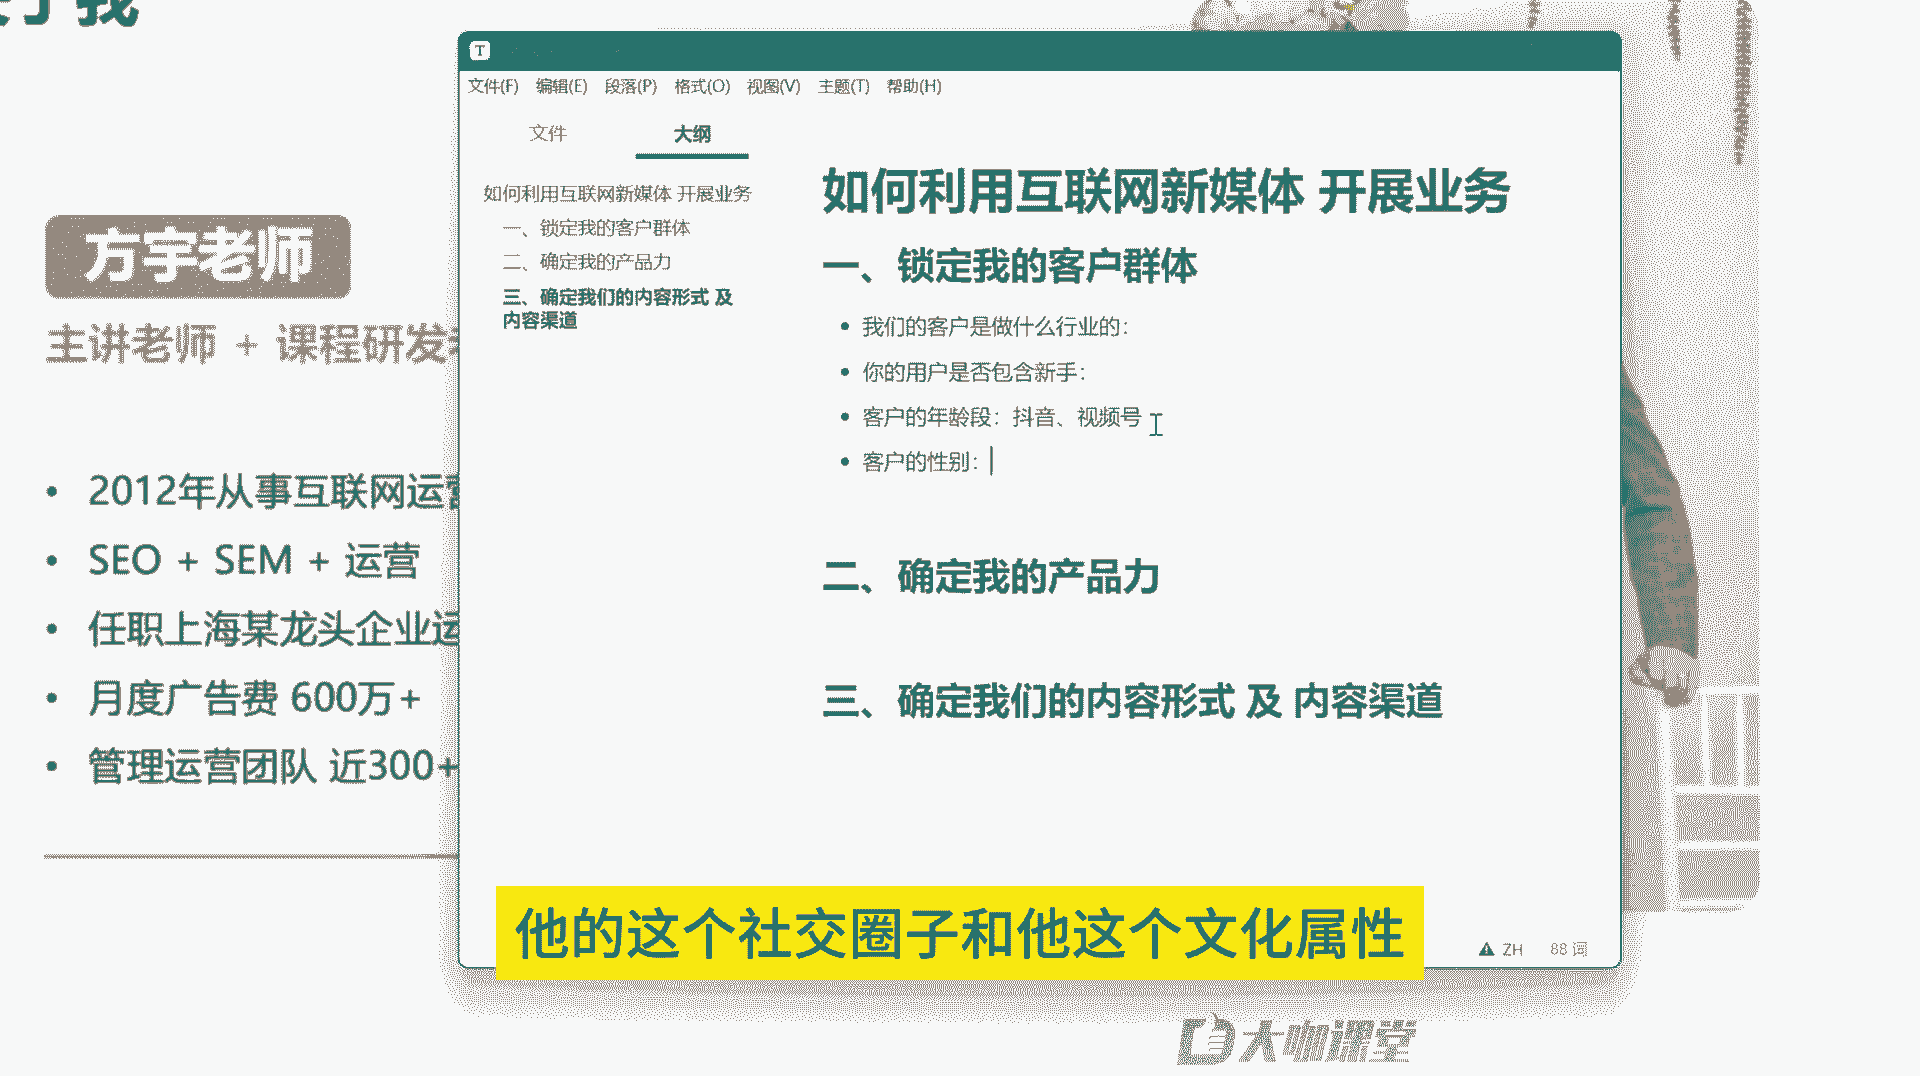 方宇老师
主讲老师 + 课程研发
2012年从事互联网运营
SEO + SEM + 运营
任职上海某龙头企业运
月度广告费 600万+
管理运营团队 近300+
T
文件(F) 编辑(E) 段落(P) 格式(O) 视图(V) 主题(T) 帮助(H)
文件 大纲
如何利用互联网新媒体 开展业务
一、锁定我的客户群体
二、确定我的产品力
三、确定我们的内容形式 及
内容渠道
如何利用互联网新媒体 开展业务
一、锁定我的客户群体
我们的客户是做什么行业的：
你的用户是否包含新手：
客户的年龄段：抖音、视频号
客户的性别：
二、确定我的产品力
三、确定我们的内容形式 及 内容渠道
他的这个社交圈子和他这个文化属性
ZH 88 词
大咖课堂